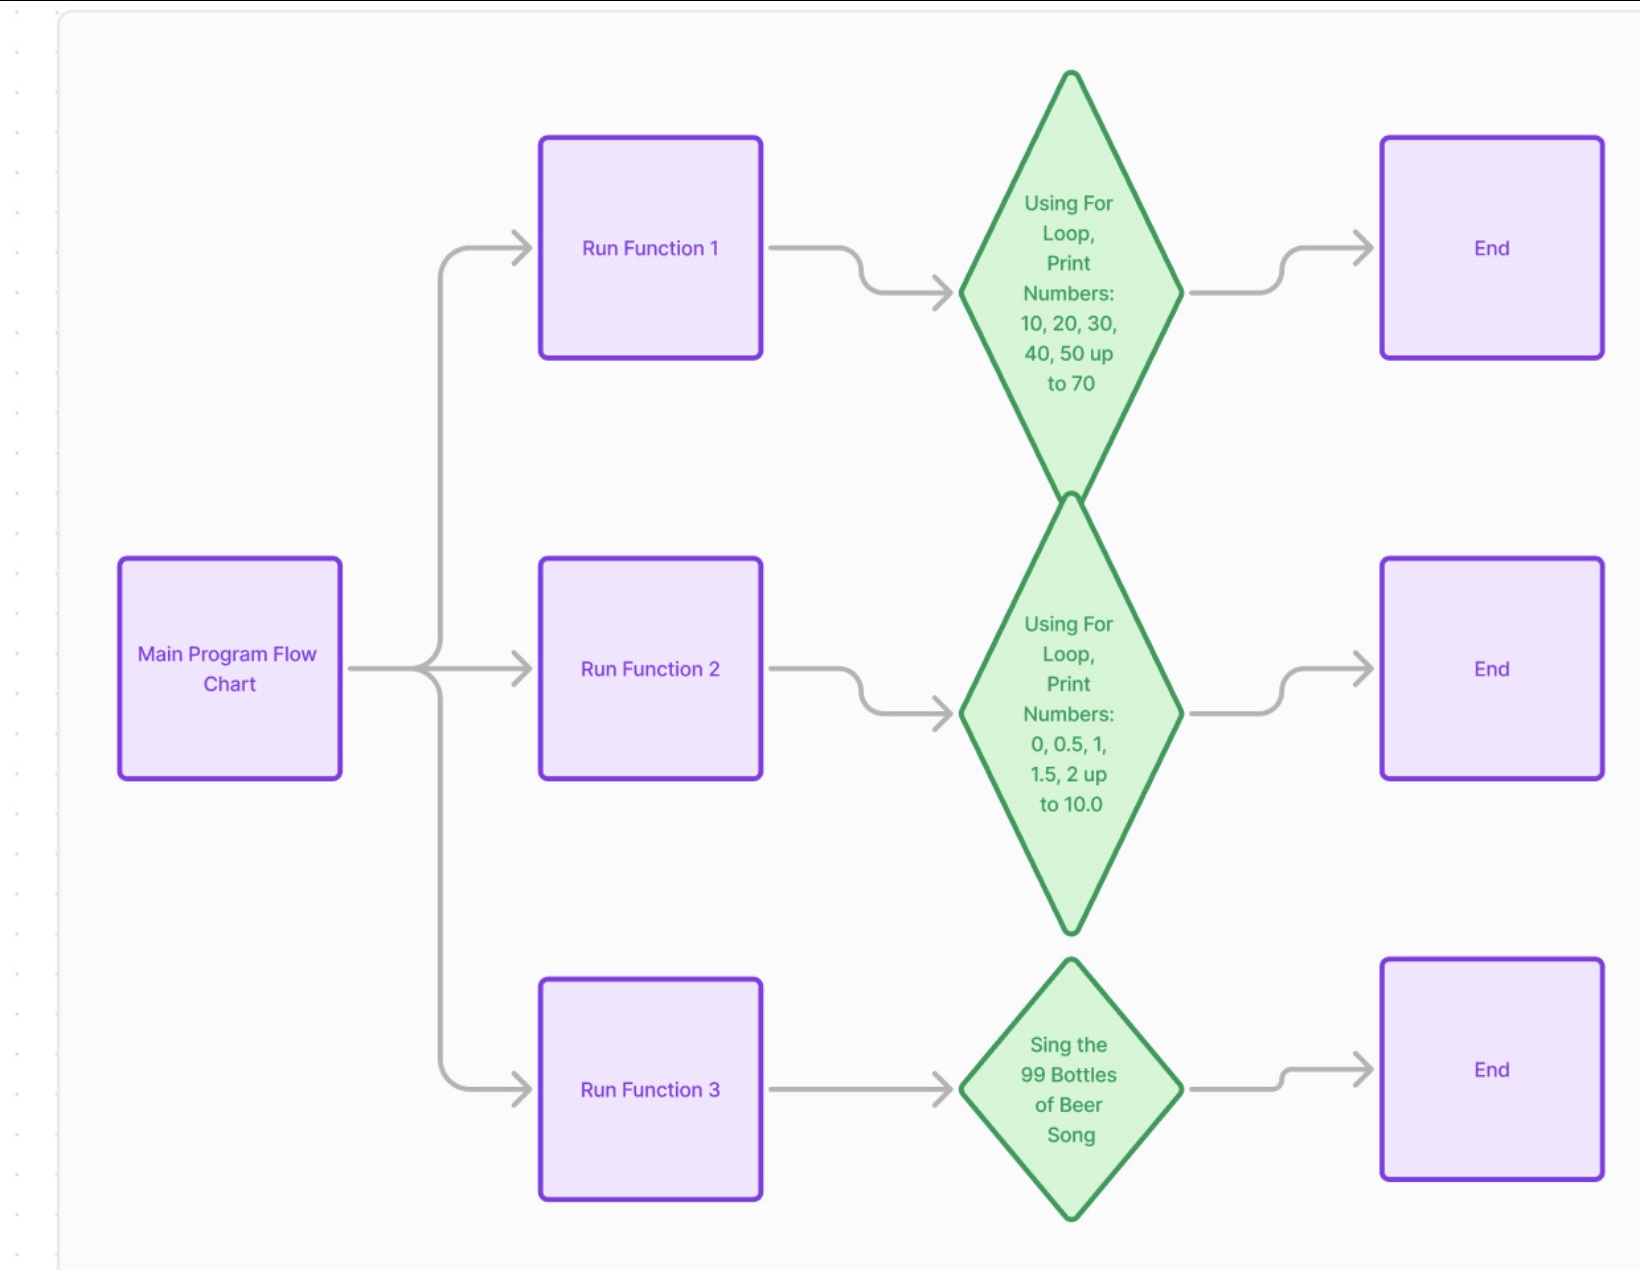 Main Program Flow
Chart
Run Function 1
Using For
Loop,
Print
Numbers:
10, 20, 30,
40, 50 up
to 70
End
Run Function 2
Using For
Loop,
Print
Numbers:
0, 0.5, 1,
1.5, 2 up
to 10.0
End
Run Function 3
Sing the
99 Bottles
of Beer
Song
End